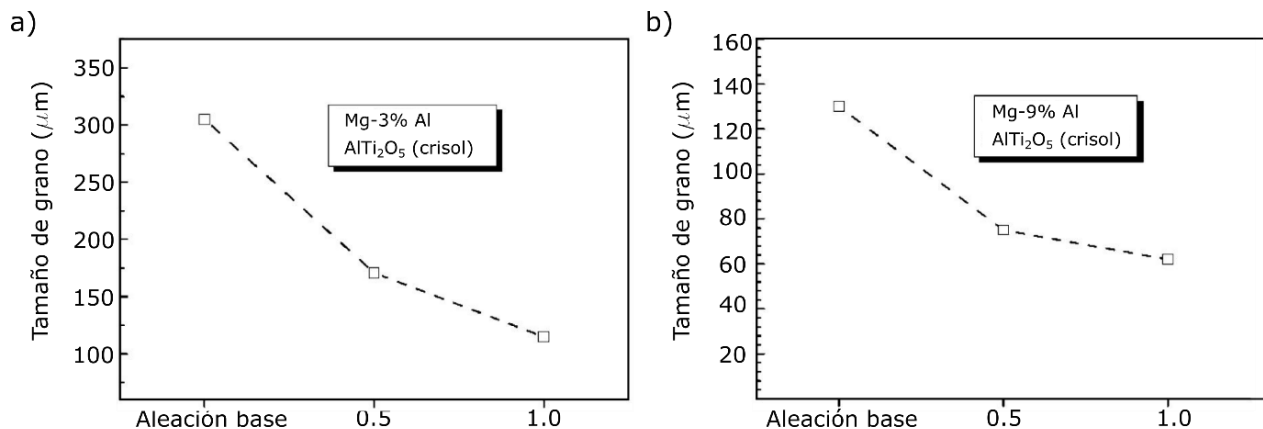 a)
Tamaño de grano (μm)
350
300
250
200
150
100
Mg-3% Al
AlTi₂O₅ (crisol)
Aleación base 0.5 1.0
b)
Tamaño de grano (μm)
160
140
120
100
80
60
40
20
Mg-9% Al
AlTi₂O₅ (crisol)
Aleación base 0.5 1.0